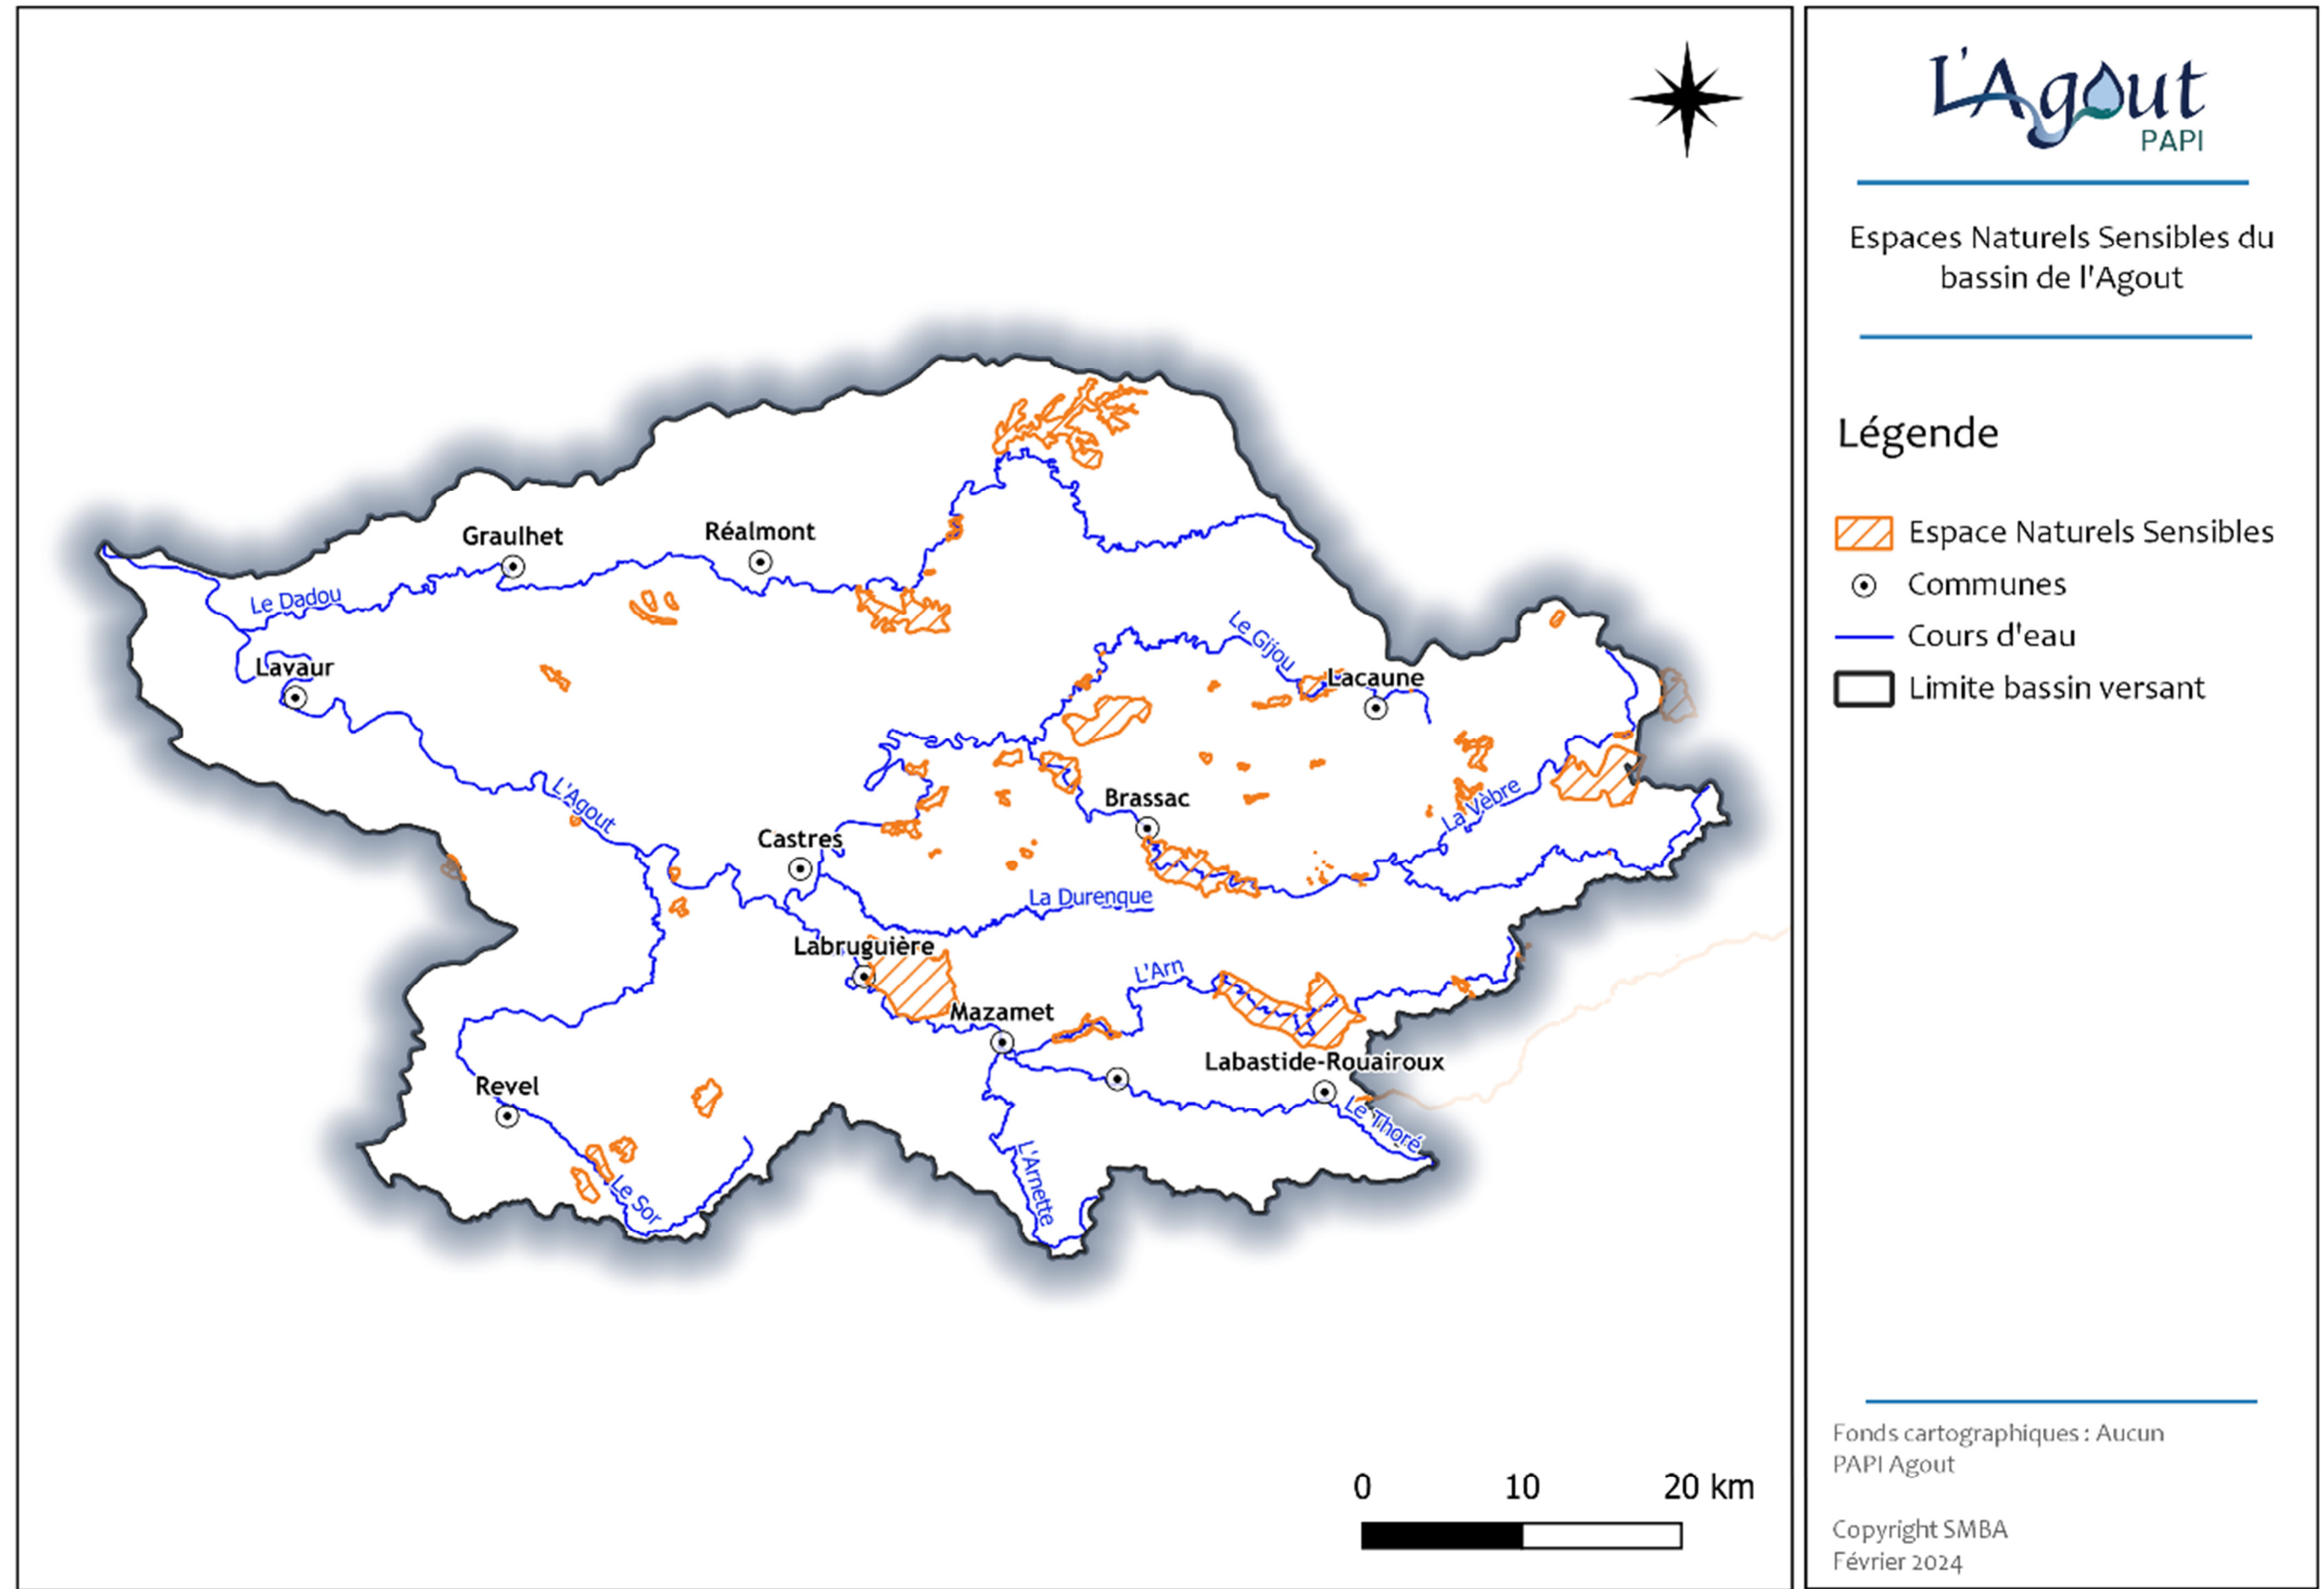 Graulhet
Réalmont
Le Dadou
Lavaur
Le Gijou
Lacaune
L'Agout
Brassac
La Vèbre
Castres
La Durenque
Labruguière
L'Arn
Mazamet
Labastide-Rouairoux
Revel
Le Thoré
L'Arnette
Le Sor
0 10 20 km
L'Agout
PAPI
Espaces Naturels Sensibles du
bassin de l'Agout
Légende
Espace Naturels Sensibles
Communes
Cours d'eau
Limite bassin versant
Fonds cartographiques : Aucun
PAPI Agout
Copyright SMBA
Février 2024